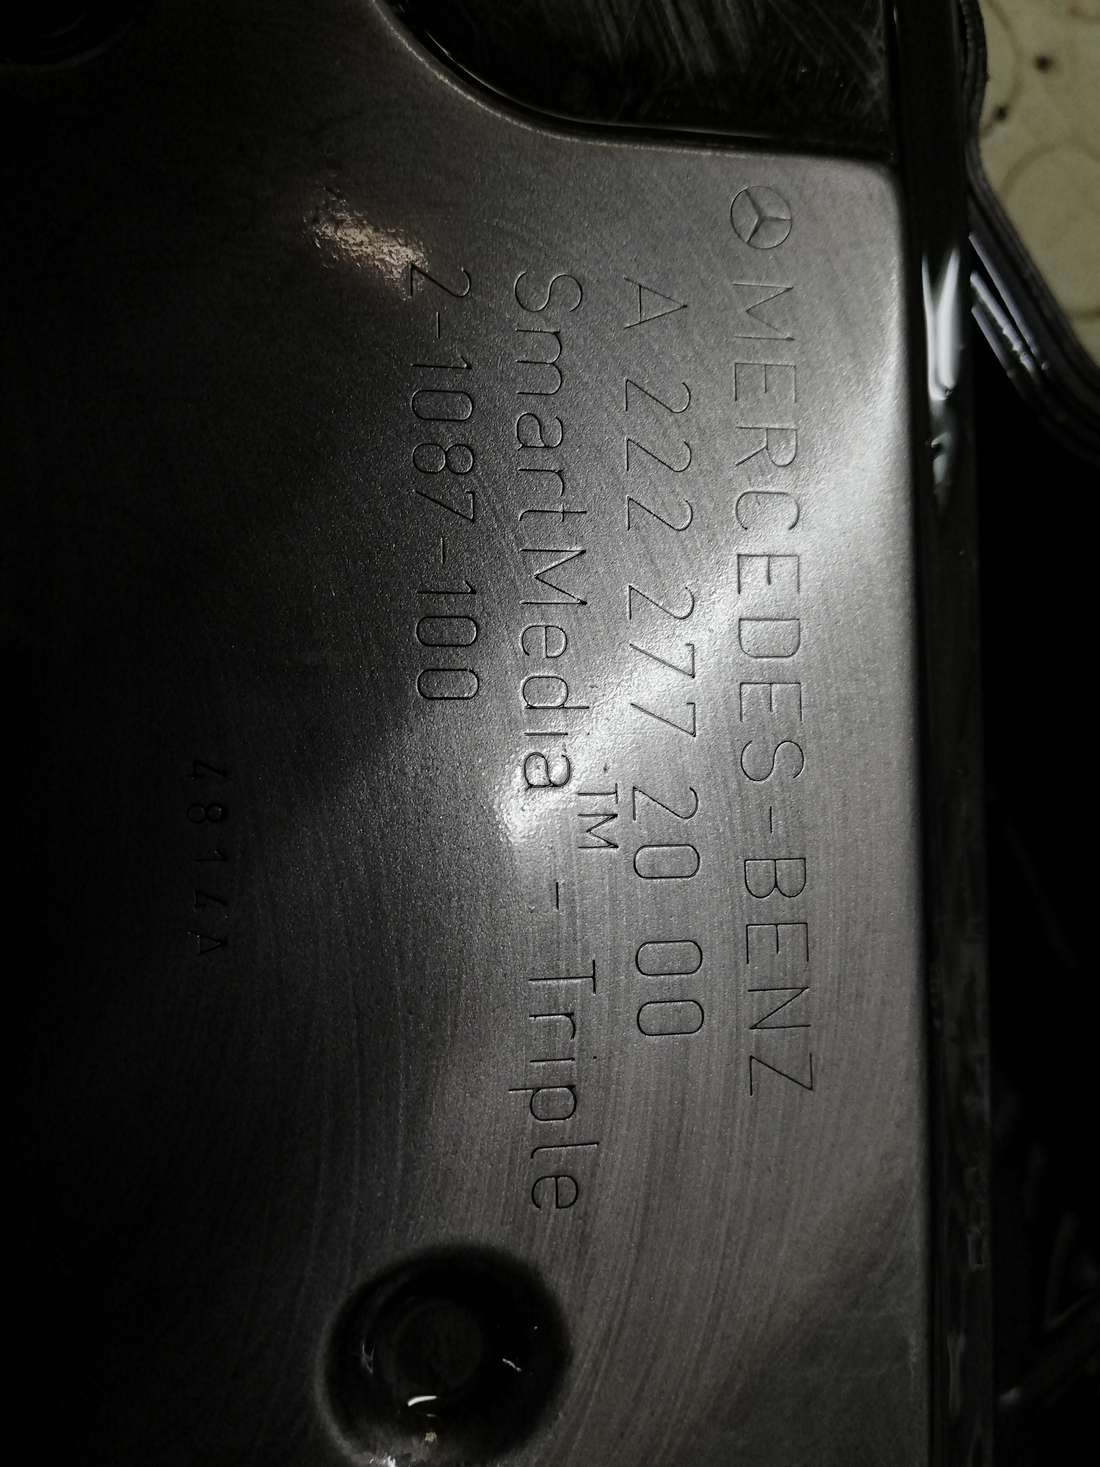 MERCEDES-BENZ
A 222 277 20 00
SmartMedia™ - Triple
2-1087-100
4814A